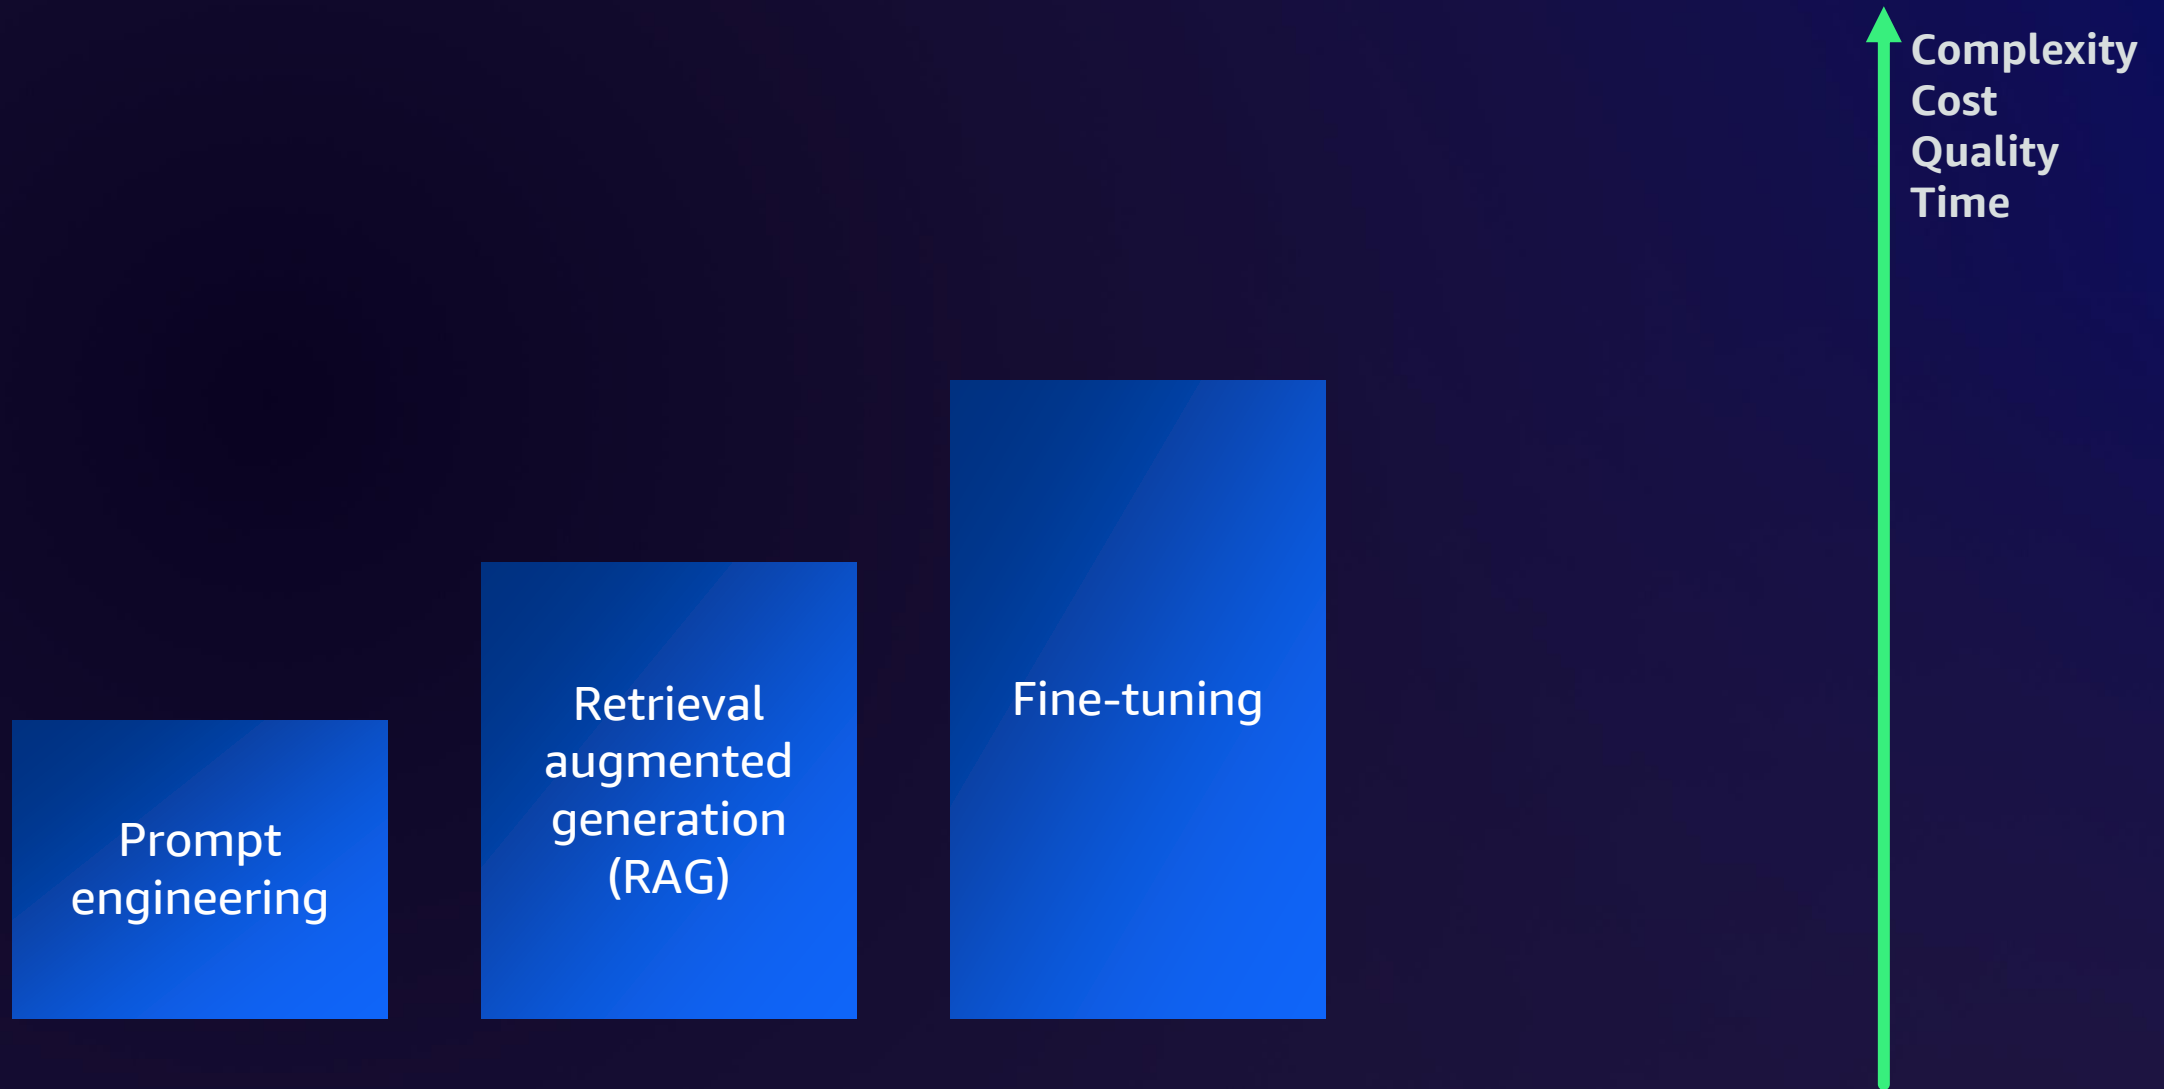 Complexity
Cost
Quality
Time
Prompt
engineering
Retrieval
augmented
generation
(RAG)
Fine-tuning